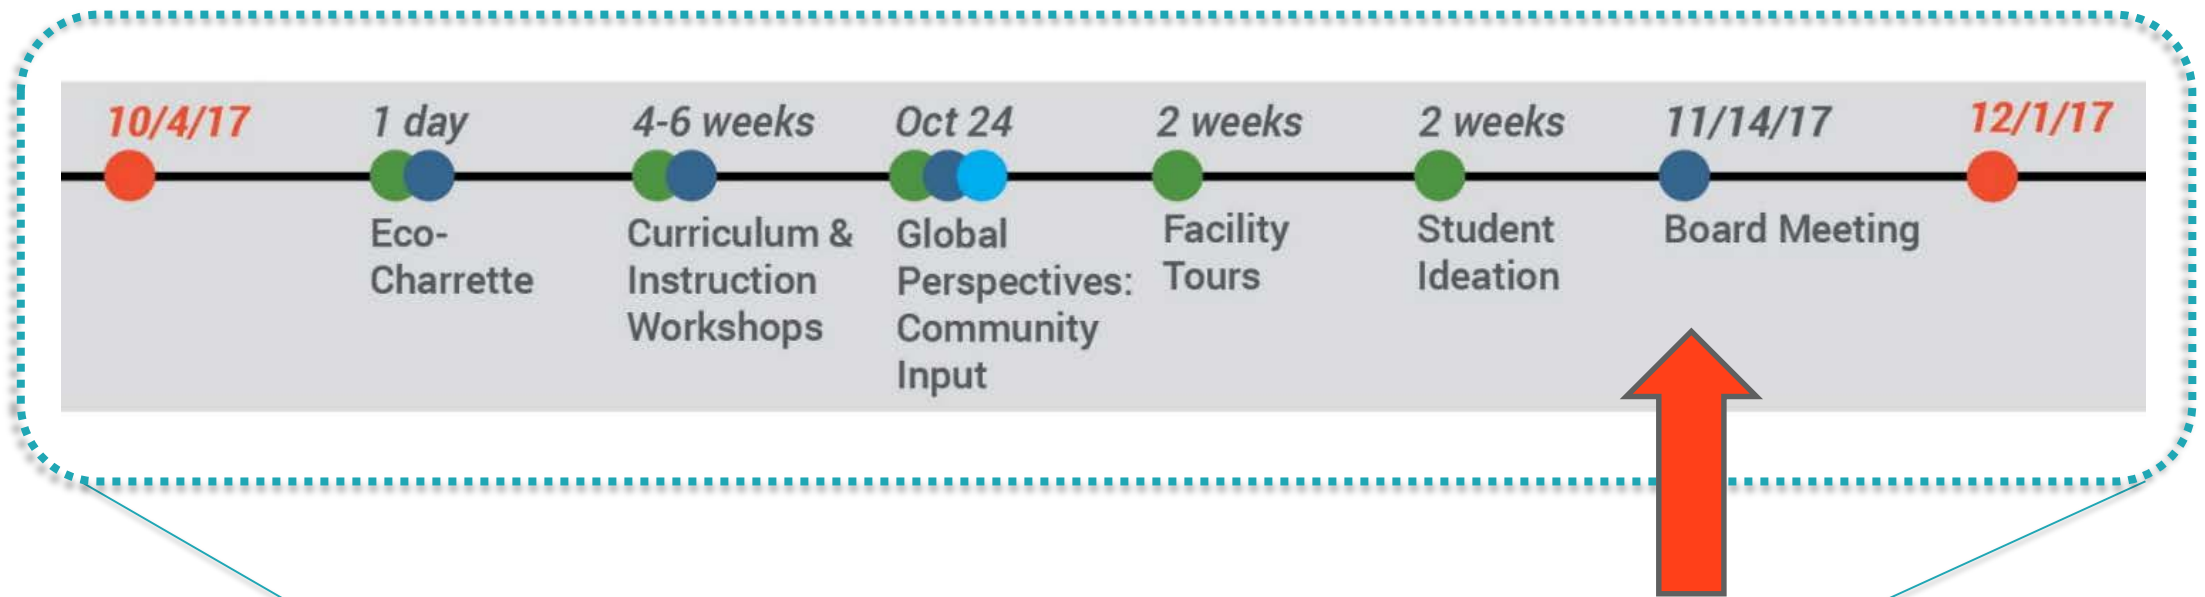 10/4/17
1 day
4-6 weeks
Oct 24
2 weeks
2 weeks
11/14/17
12/1/17
Eco-
Charrette
Curriculum &
Instruction
Workshops
Global
Perspectives:
Community
Input
Facility
Tours
Student
Ideation
Board Meeting